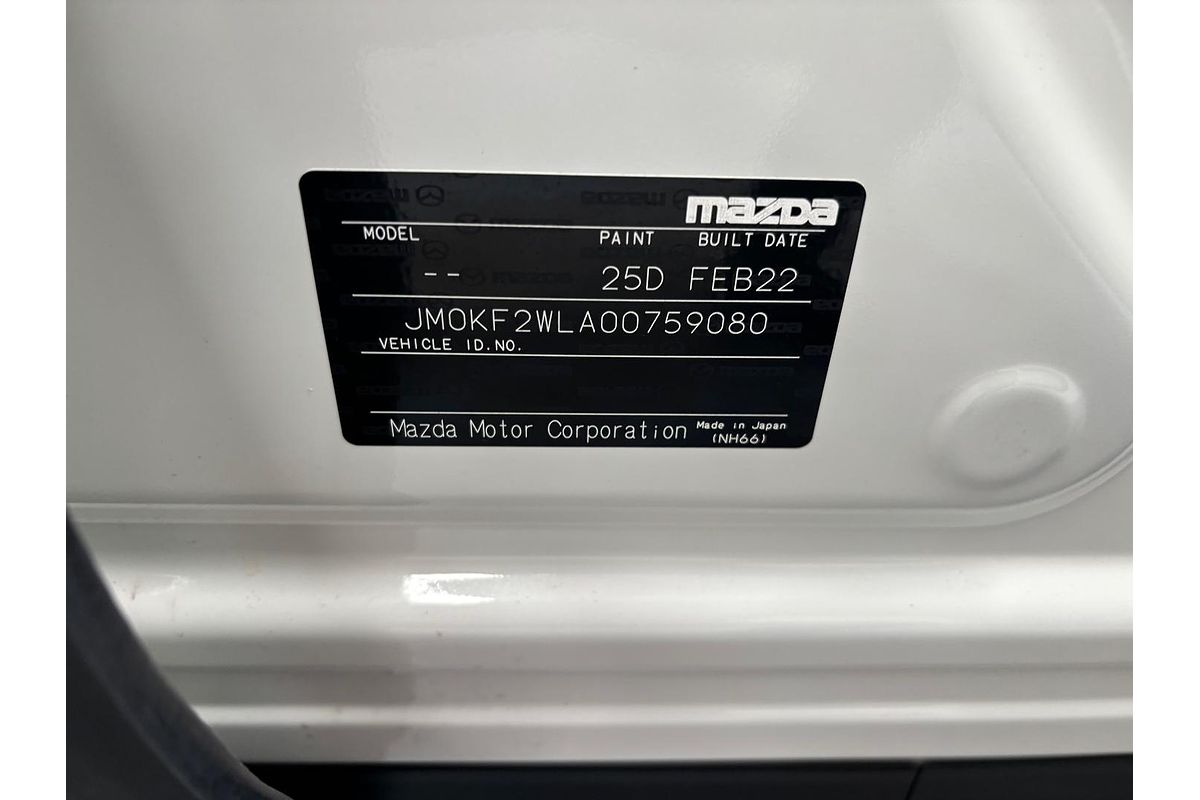 mazda
MODEL PAINT BUILT DATE
-- 25D FEB22
JM0KF2WLA00759080
VEHICLE ID.NO.
Mazda Motor Corporation Made in Japan
(NH66)